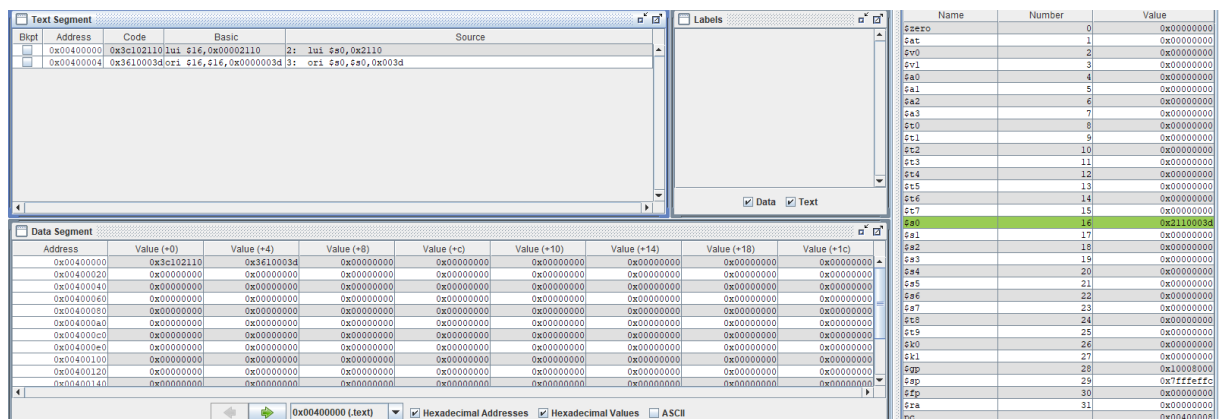 Text Segment
Bkpt Address Code Basic Source
0x00400000 0x3c102110 lui $16,0x00002110 2: lui $s0,0x2110
0x00400004 0x3610003d ori $16,$16,0x0000003d 3: ori $s0,$s0,0x003d
Labels
Data Text
Data Segment
Address Value (+0) Value (+4) Value (+8) Value (+c) Value (+10) Value (+14) Value (+18) Value (+1c)
0x00400000 0x3c102110 0x3610003d 0x00000000 0x00000000 0x00000000 0x00000000 0x00000000 0x00000000
0x00400020 0x00000000 0x00000000 0x00000000 0x00000000 0x00000000 0x00000000 0x00000000 0x00000000
0x00400040 0x00000000 0x00000000 0x00000000 0x00000000 0x00000000 0x00000000 0x00000000 0x00000000
0x00400060 0x00000000 0x00000000 0x00000000 0x00000000 0x00000000 0x00000000 0x00000000 0x00000000
0x00400080 0x00000000 0x00000000 0x00000000 0x00000000 0x00000000 0x00000000 0x00000000 0x00000000
0x004000a0 0x00000000 0x00000000 0x00000000 0x00000000 0x00000000 0x00000000 0x00000000 0x00000000
0x004000c0 0x00000000 0x00000000 0x00000000 0x00000000 0x00000000 0x00000000 0x00000000 0x00000000
0x004000e0 0x00000000 0x00000000 0x00000000 0x00000000 0x00000000 0x00000000 0x00000000 0x00000000
0x00400100 0x00000000 0x00000000 0x00000000 0x00000000 0x00000000 0x00000000 0x00000000 0x00000000
0x00400120 0x00000000 0x00000000 0x00000000 0x00000000 0x00000000 0x00000000 0x00000000 0x00000000
0x00400140 0x00000000 0x00000000 0x00000000 0x00000000 0x00000000 0x00000000 0x00000000 0x00000000
0x00400000 (.text) Hexadecimal Addresses Hexadecimal Values ASCII
Name Number Value
$zero 0 0x00000000
$at 1 0x00000000
$v0 2 0x00000000
$v1 3 0x00000000
$a0 4 0x00000000
$a1 5 0x00000000
$a2 6 0x00000000
$a3 7 0x00000000
$t0 8 0x00000000
$t1 9 0x00000000
$t2 10 0x00000000
$t3 11 0x00000000
$t4 12 0x00000000
$t5 13 0x00000000
$t6 14 0x00000000
$t7 15 0x00000000
$s0 16 0x2110003d
$s1 17 0x00000000
$s2 18 0x00000000
$s3 19 0x00000000
$s4 20 0x00000000
$s5 21 0x00000000
$s6 22 0x00000000
$s7 23 0x00000000
$t8 24 0x00000000
$t9 25 0x00000000
$k0 26 0x00000000
$k1 27 0x00000000
$gp 28 0x10008000
$sp 29 0x7fffeffc
$fp 30 0x00000000
$ra 31 0x00000000
pc 0x00400008